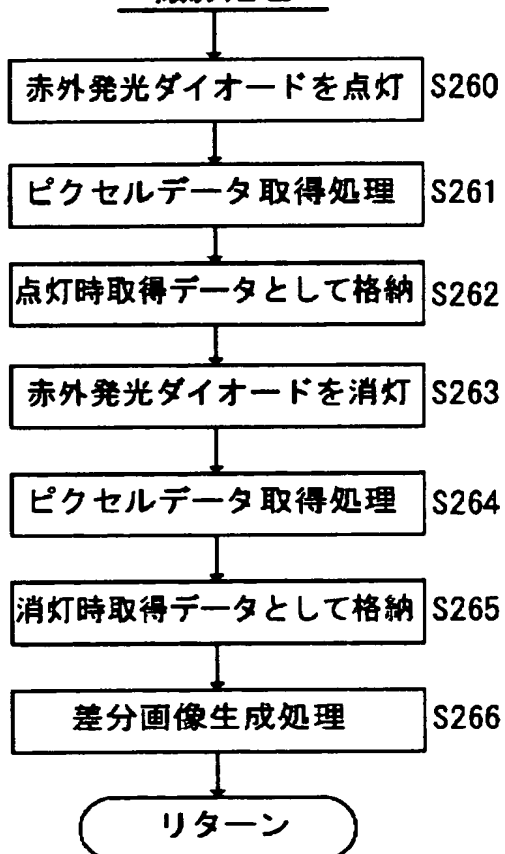 赤外発光ダイオードを点灯 S260
ピクセルデータ取得処理 S261
点灯時取得データとして格納 S262
赤外発光ダイオードを消灯 S263
ピクセルデータ取得処理 S264
消灯時取得データとして格納 S265
差分画像生成処理 S266
リターン